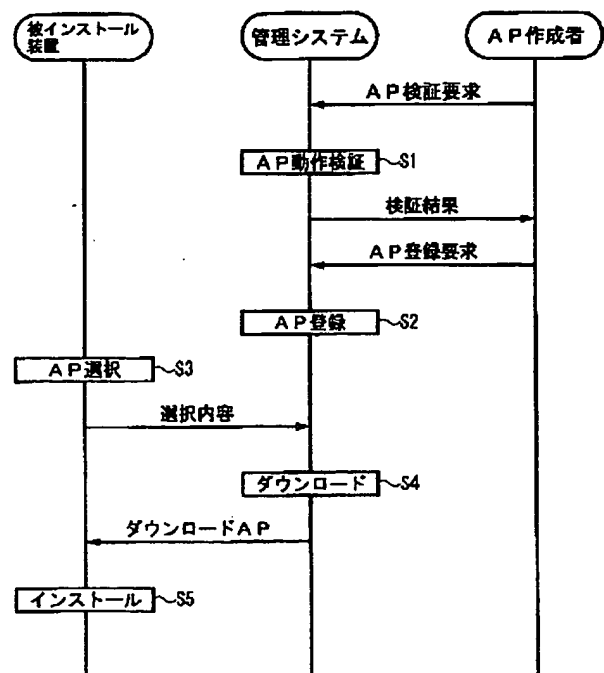 被インストール
装置
管理システム
AP作成者
AP検証要求
AP動作検証
S1
検証結果
AP登録要求
AP登録
S2
AP選択
S3
選択内容
ダウンロード
S4
ダウンロードAP
インストール
S5